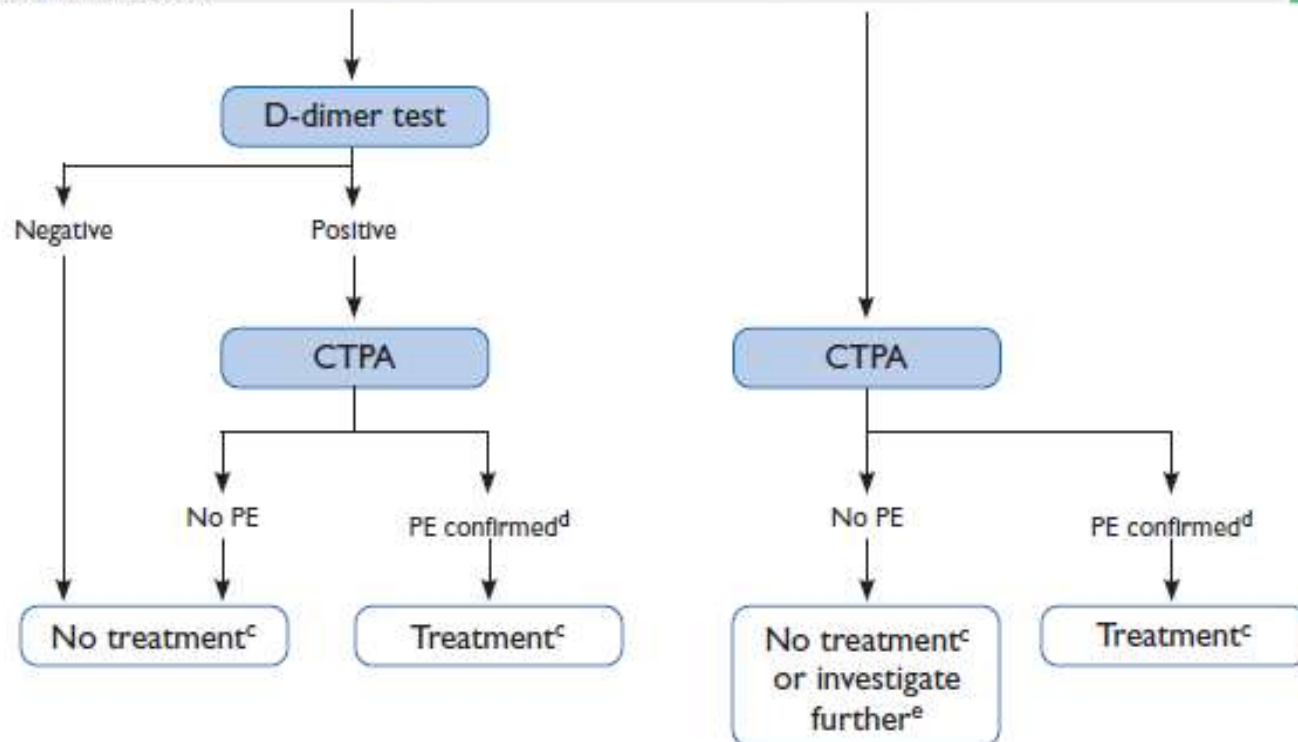 D-dimer test
Negative
Positive
CTPA
CTPA
No PE
PE confirmedᵈ
No PE
PE confirmedᵈ
No treatmentᶜ
Treatmentᶜ
No treatmentᶜ
or investigate
furtherᵉ
Treatmentᶜ